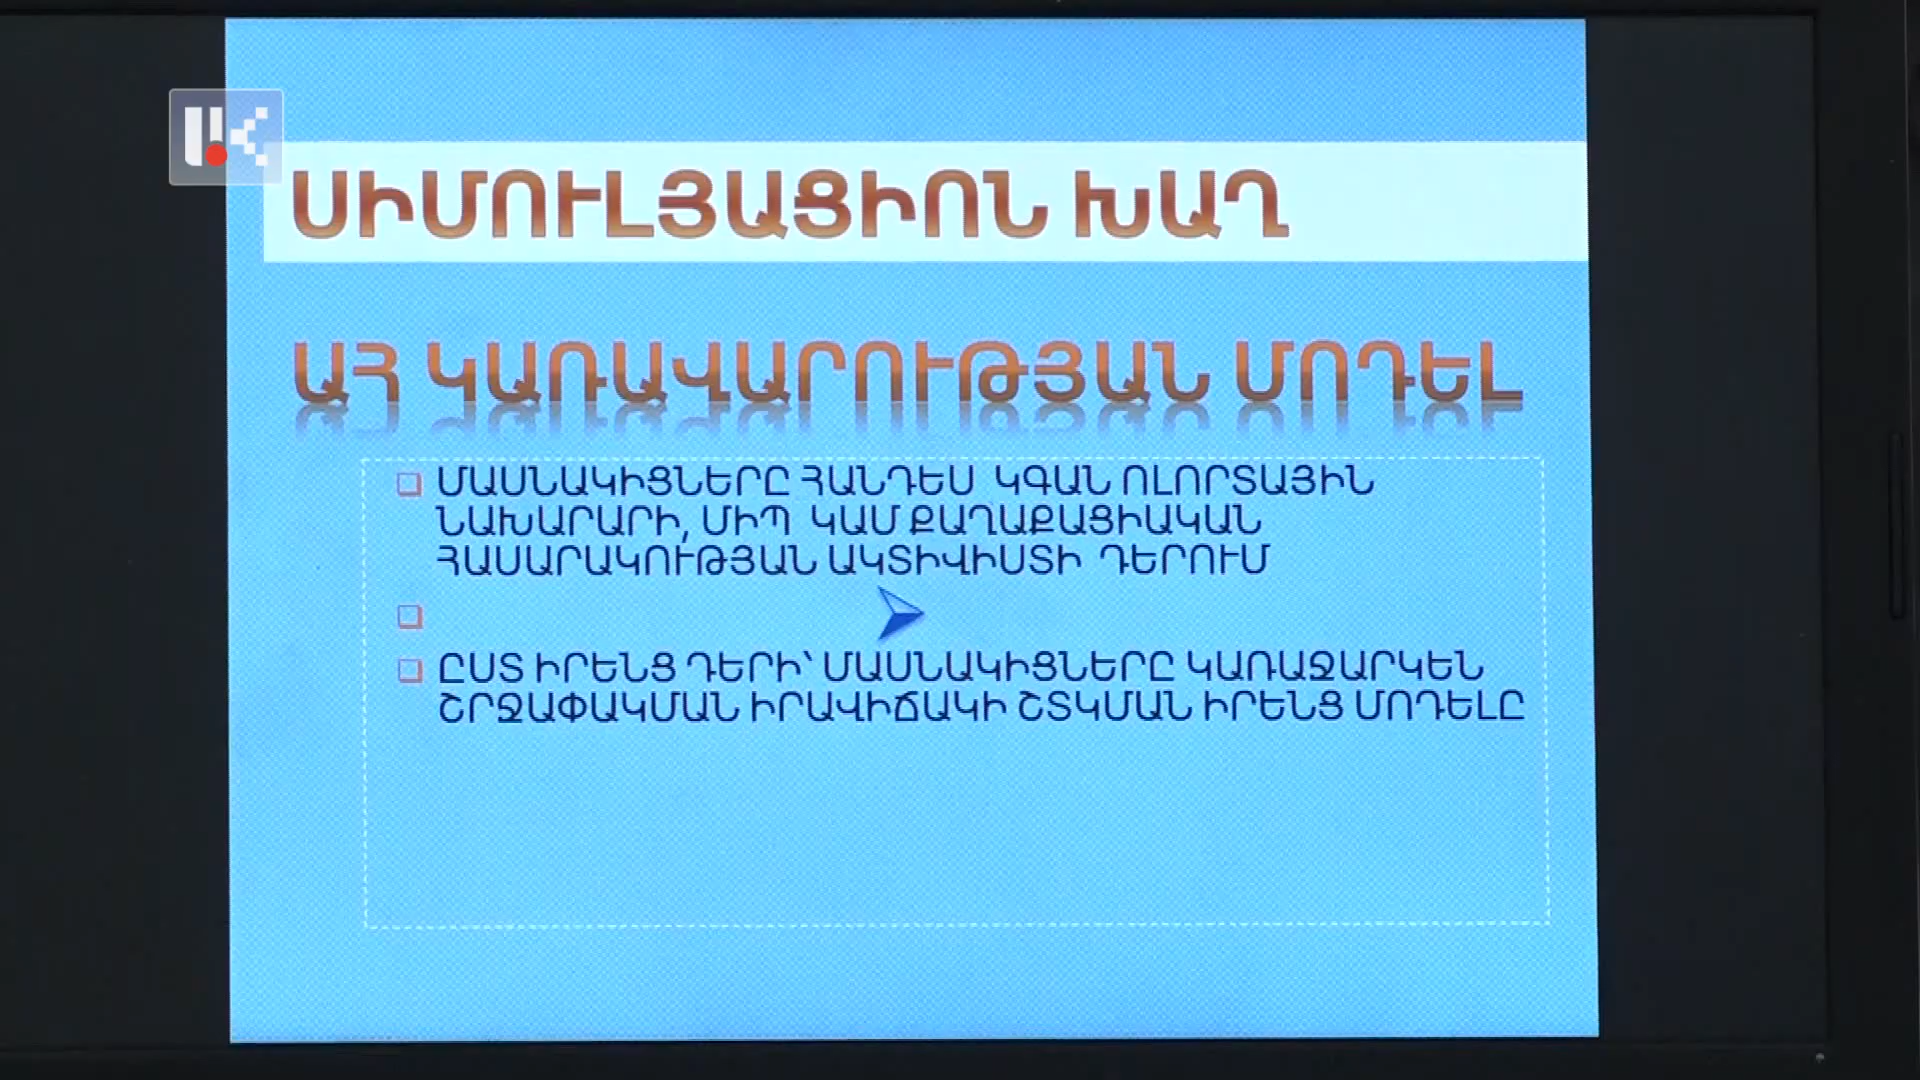 ՍԻՄՈՒԼՅԱՑԻՈՆ ԽԱՂ
ԱՀ ԿԱՌԱՎԱՐՈՒԹՅԱՆ ՄՈԴԵԼ
ՄԱՍՆԱԿԻՑՆԵՐԸ ՀԱՆԴԵՍ ԿԳԱՆ ՈԼՈՐՏԱՅԻՆ
ՆԱԽԱՐԱՐԻ, ՄԻՊ ԿԱՄ ՔԱՂԱՔԱՑԻԱԿԱՆ
ՀԱՍԱՐԱԿՈՒԹՅԱՆ ԱԿՏԻՎԻՍՏԻ ԴԵՐՈՒՄ
ԸՍՏ ԻՐԵՆՑ ԴԵՐԻ՝ ՄԱՍՆԱԿԻՑՆԵՐԸ ԿԱՌԱՋԱՐԿԵՆ
ՇՐՋԱՓԱԿՄԱՆ ԻՐԱՎԻՃԱԿԻ ՇՏԿՄԱՆ ԻՐԵՆՑ ՄՈԴԵԼԸ